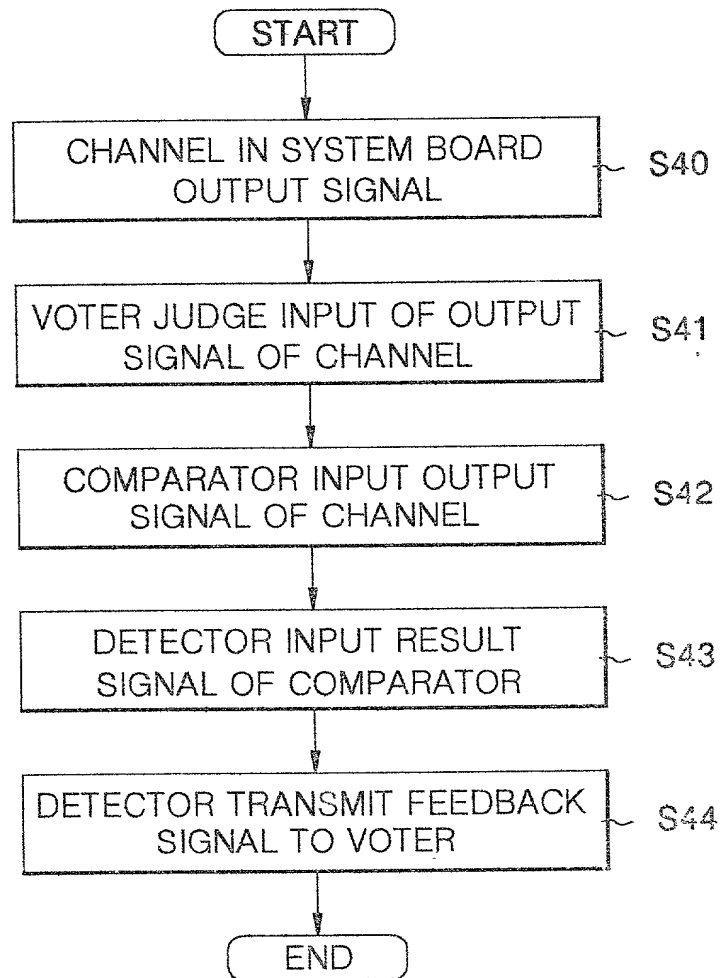 START
CHANNEL IN SYSTEM BOARD
OUTPUT SIGNAL
S40
VOTER JUDGE INPUT OF OUTPUT
SIGNAL OF CHANNEL
S41
COMPARATOR INPUT OUTPUT
SIGNAL OF CHANNEL
S42
DETECTOR INPUT RESULT
SIGNAL OF COMPARATOR
S43
DETECTOR TRANSMIT FEEDBACK
SIGNAL TO VOTER
S44
END